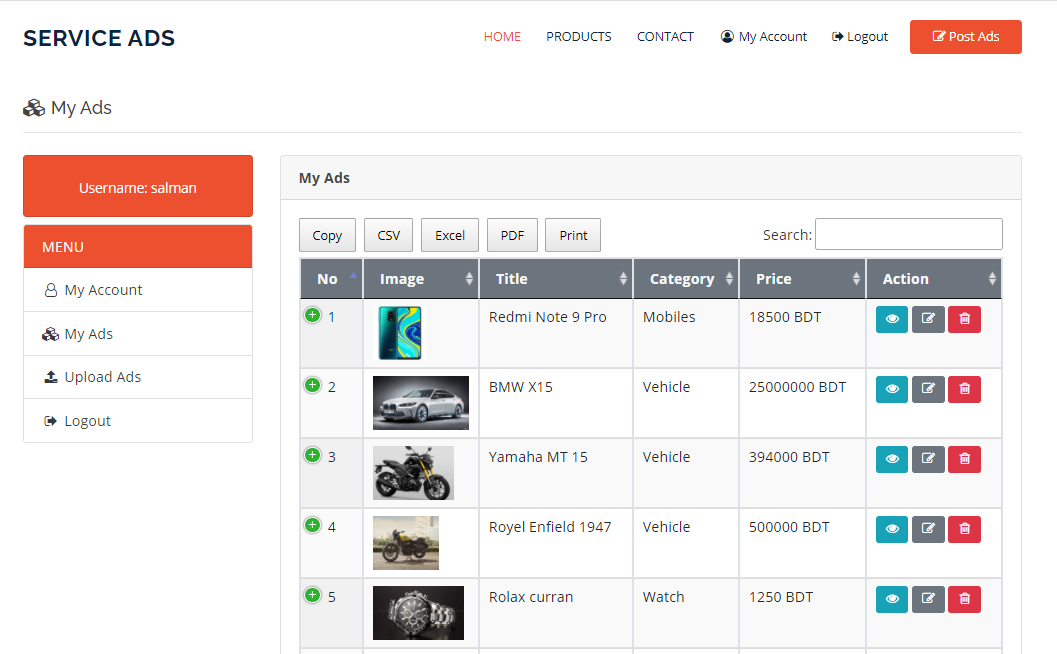 SERVICE ADS
HOME PRODUCTS CONTACT My Account Logout Post Ads
My Ads
Username: salman
MENU
My Account
My Ads
Upload Ads
Logout
My Ads
Copy CSV Excel PDF Print Search:
No Image Title Category Price Action
1 Redmi Note 9 Pro Mobiles 18500 BDT
2 BMW X15 Vehicle 25000000 BDT
3 Yamaha MT 15 Vehicle 394000 BDT
4 Royel Enfield 1947 Vehicle 500000 BDT
5 Rolax curran Watch 1250 BDT